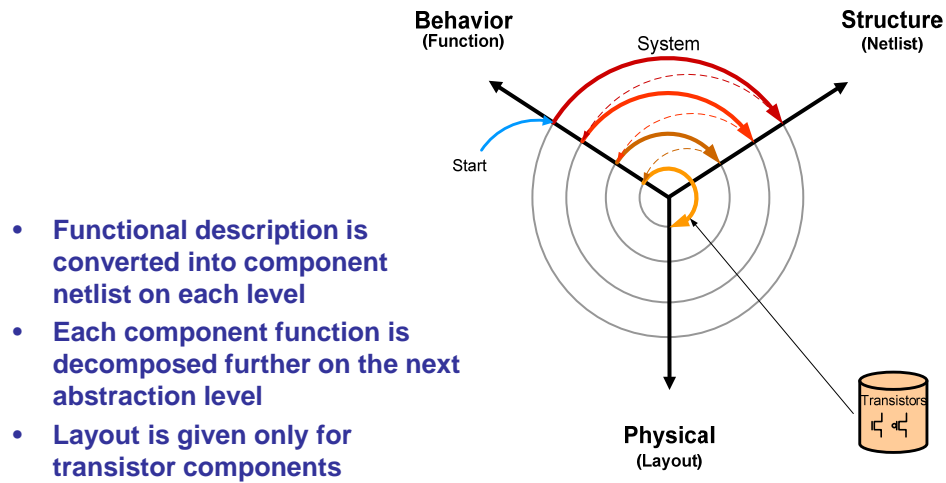 Behavior
(Function)
Structure
(Netlist)
System
Start
• Functional description is
converted into component
netlist on each level
• Each component function is
decomposed further on the next
abstraction level
• Layout is given only for
transistor components
Transistors
Physical
(Layout)